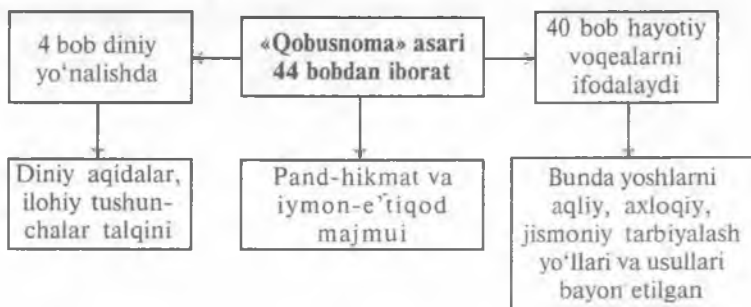 4 bob diniy
yo'nalishda
«Qobusnoma» asari
44 bobdan iborat
40 bob hayotiy
voqealarni
ifodalaydi
Diniy aqidalar,
ilohiy tushun-
chalar talqini
Pand-hikmat va
iymon-e'tiqod
majmui
Bunda yoshlarni
aqliy, axloqiy,
jismoniy tarbiyalash
yo'llari va usullari
bayon etilgan